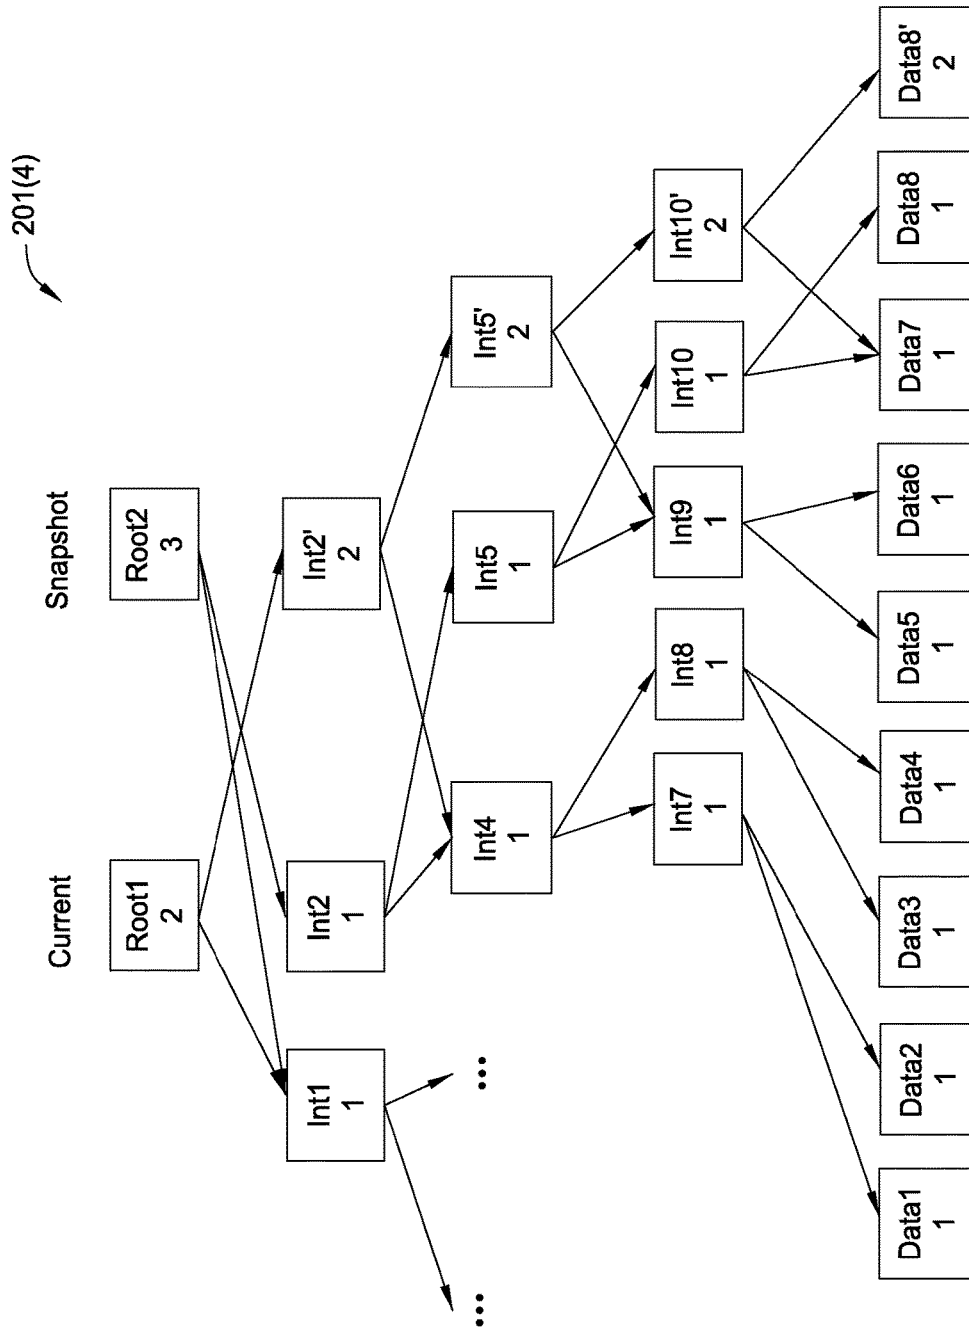 201(4)
Current
Snapshot
Root1
2
Root2
3
Int1
1
Int2
1
Int2'
2
...
...
Int4
1
Int5
1
Int5'
2
Int7
1
Int8
1
Int9
1
Int10
1
Int10'
2
Data1
1
Data2
1
Data3
1
Data4
1
Data5
1
Data6
1
Data7
1
Data8
1
Data8'
2